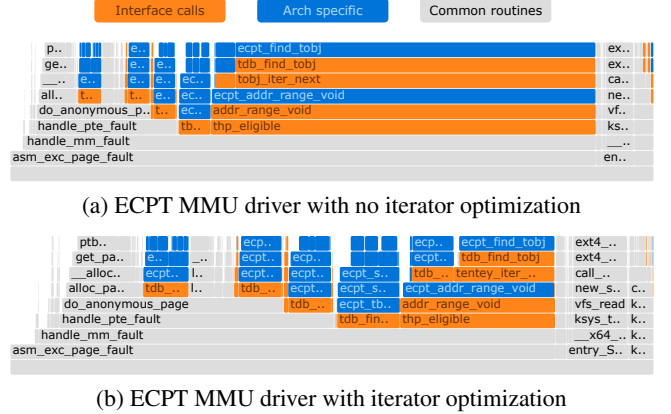 Interface calls Arch specific Common routines
p.. e.. ecpt_find_tobj ex..
ge.. e.. e.. tdb_find_tobj ex..
__.. e.. e.. e.. ec.. tobj_iter_next ca..
all.. t.. t.. e.. ec.. ecpt_addr_range_void ne..
do_anonymous_p.. t.. ec.. addr_range_void vf..
handle_pte_fault tb.. thp_eligible ks..
handle_mm_fault __..
asm_exc_page_fault en..
(a) ECPT MMU driver with no iterator optimization
ptb.. ecp.. ecp.. ecpt_find_tobj ext4_..
get_pa.. e.. _.. ecpt.. e.. ecpt.. tdb_find_tobj ext4_..
__alloc.. ecpt.. l.. ecpt.. ecpt.. ecpt_s.. tdb_.. tentey_iter_.. call_..
alloc_pa.. tdb_.. l.. tdb_.. ecpt.. ecpt_s.. ecpt_addr_range_void new_s.. c..
do_anonymous_page tdb_.. ecpt_tb.. addr_range_void vfs_read k..
handle_pte_fault tdb_fin.. thp_eligible ksys_t.. k..
handle_mm_fault __x64_.. k..
asm_exc_page_fault entry_S.. k..
(b) ECPT MMU driver with iterator optimization